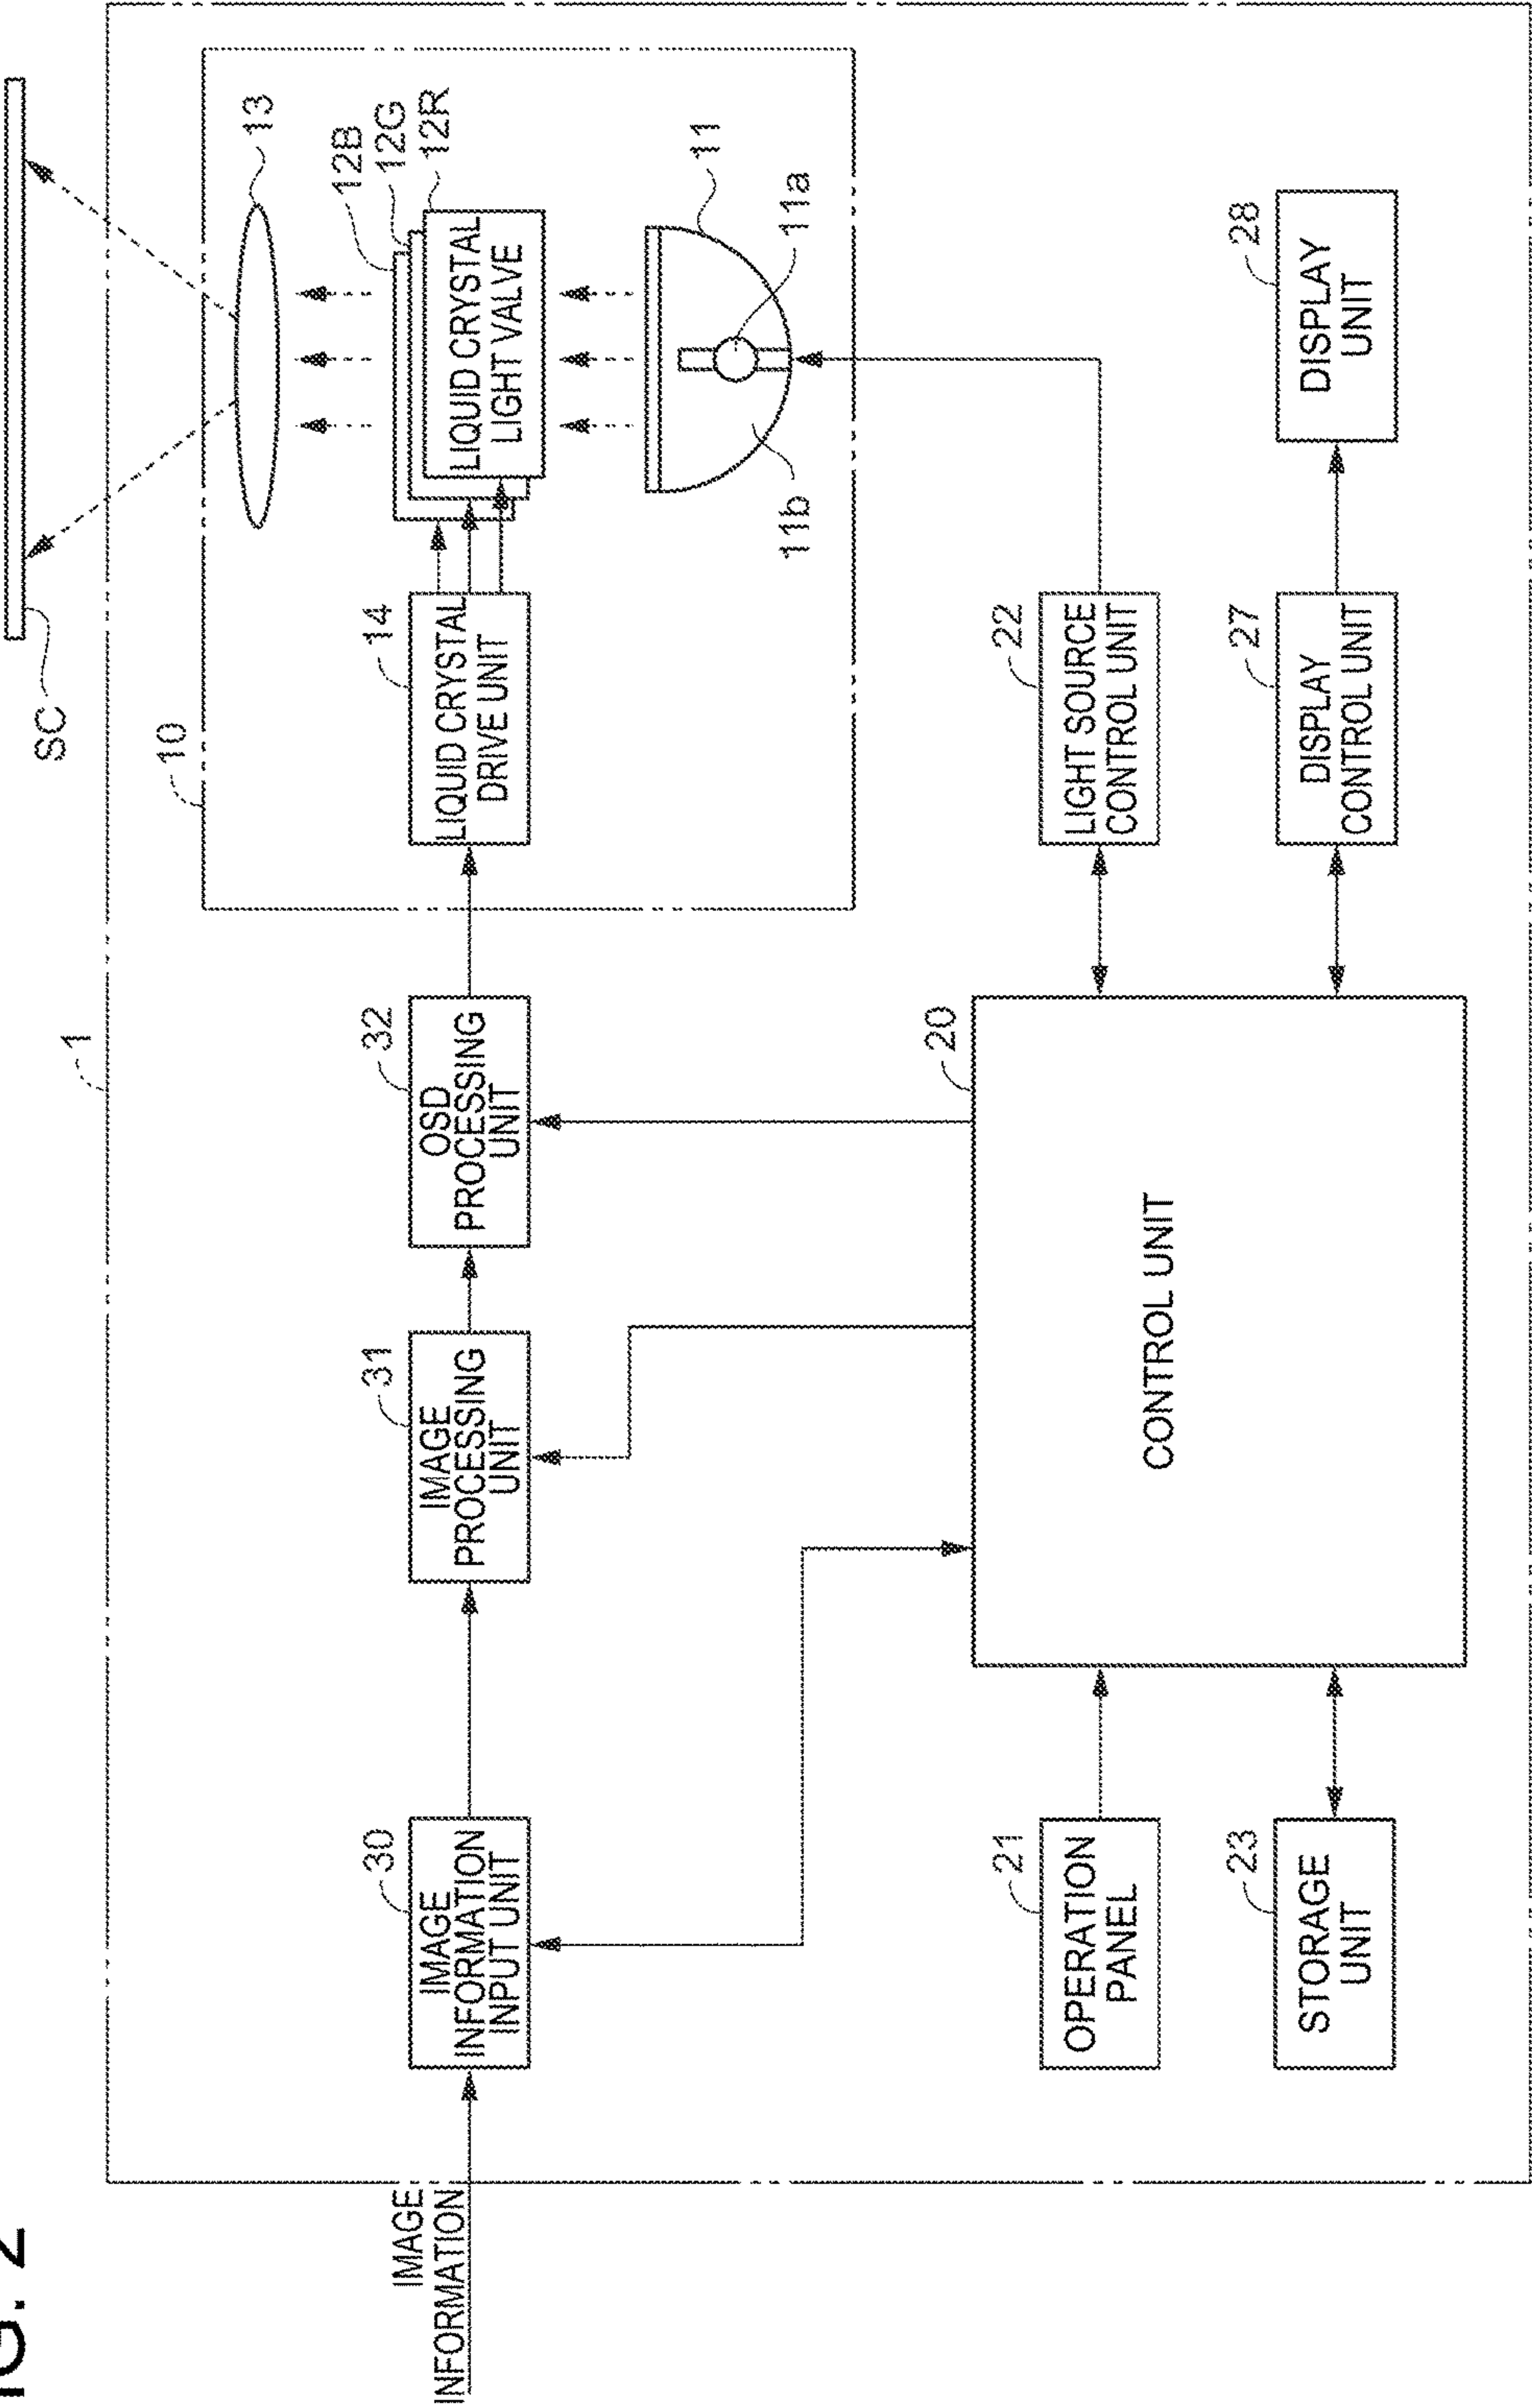 FIG. 2
SC
1
10
13
12B
12G
12R
LIQUID CRYSTAL
LIGHT VALVE
11
11a
11b
14
LIQUID CRYSTAL
DRIVE UNIT
32
OSD
PROCESSING
UNIT
31
IMAGE
PROCESSING
UNIT
30
IMAGE
INFORMATION
INPUT UNIT
IMAGE
INFORMATION
20
CONTROL UNIT
21
OPERATION
PANEL
23
STORAGE
UNIT
22
LIGHT SOURCE
CONTROL UNIT
27
DISPLAY
CONTROL UNIT
28
DISPLAY
UNIT